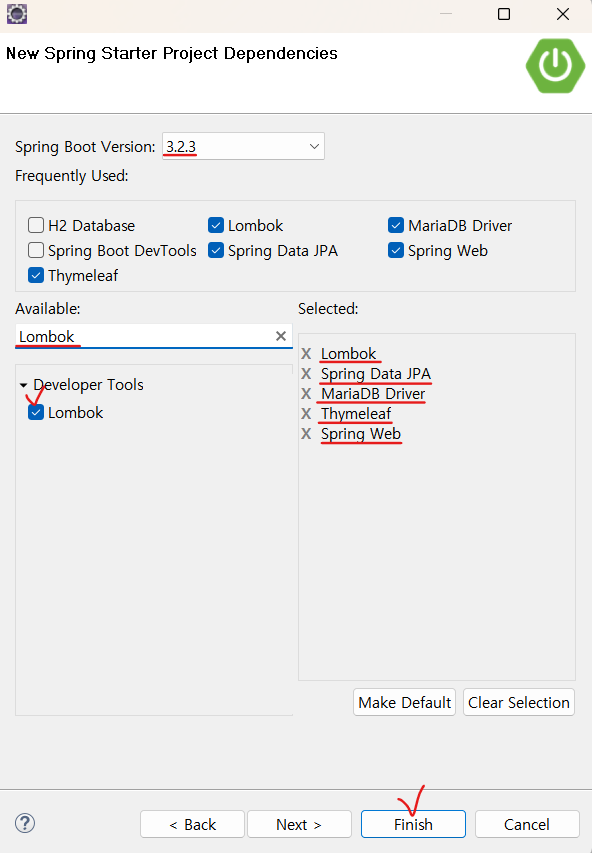 New Spring Starter Project Dependencies
Spring Boot Version: 3.2.3
Frequently Used:
H2 Database Lombok MariaDB Driver
Spring Boot DevTools Spring Data JPA Spring Web
Thymeleaf
Available: Selected:
Lombok
X Lombok
X Spring Data JPA
X MariaDB Driver
X Thymeleaf
X Spring Web
Developer Tools
Lombok
Make Default Clear Selection
? < Back Next > Finish Cancel